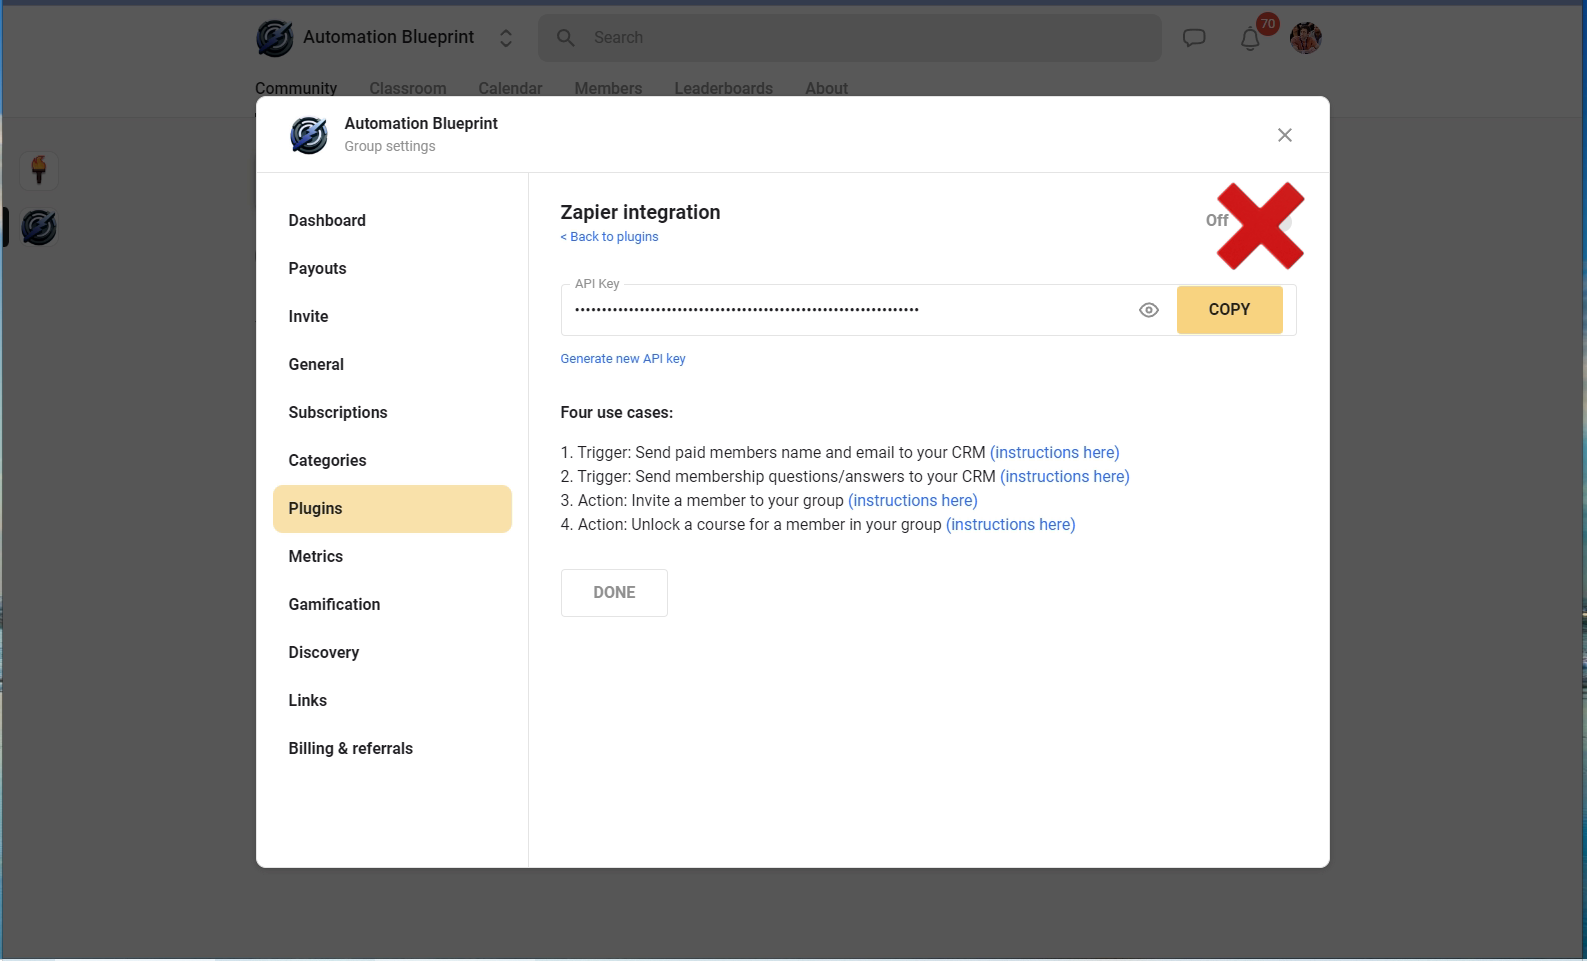 Automation Blueprint
Search
70
Community Classroom Calendar Members Leaderboards About
Automation Blueprint
Group settings
Dashboard
Payouts
Invite
General
Subscriptions
Categories
Plugins
Metrics
Gamification
Discovery
Links
Billing & referrals
Zapier integration
Off
< Back to plugins
API Key
••••••••••••••••••••••••••••••••••••••••••••••••••••••••••••••••
COPY
Generate new API key
Four use cases:
1. Trigger: Send paid members name and email to your CRM (instructions here)
2. Trigger: Send membership questions/answers to your CRM (instructions here)
3. Action: Invite a member to your group (instructions here)
4. Action: Unlock a course for a member in your group (instructions here)
DONE